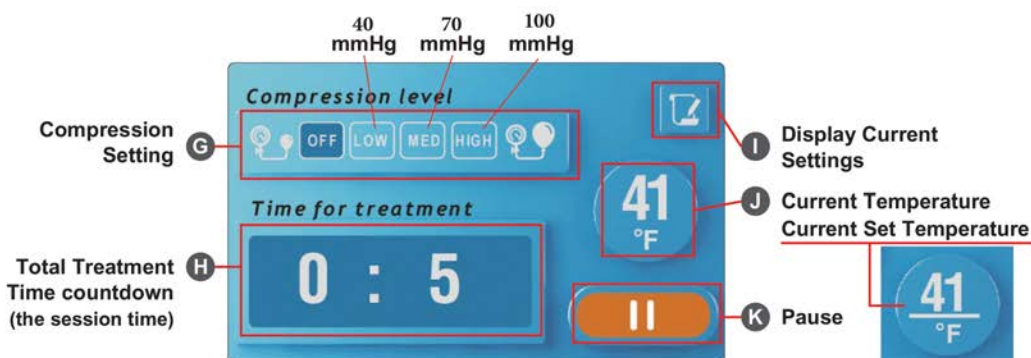 40
mmHg
70
mmHg
100
mmHg
Compression level
Compression
Setting
G
OFF
LOW
MED
HIGH
I
Display Current
Settings
41
°F
J
Current Temperature
Current Set Temperature
Time for treatment
Total Treatment
Time countdown
(the session time)
H
0 : 5
K
Pause
41
°F